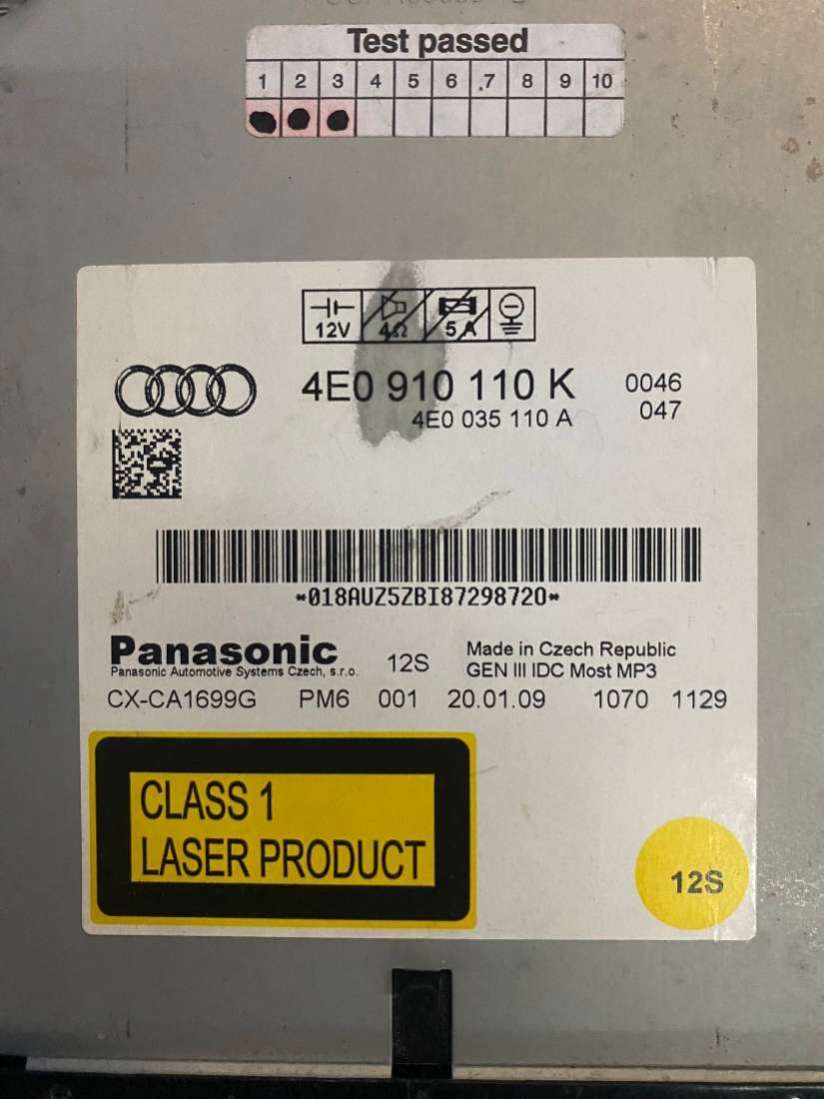 Test passed
1 2 3 4 5 6 7 8 9 10
12V 4Ω 5A
4E0 910 110 K 0046
4E0 035 110 A 047
*018AUZ5ZBI8729872O*
Panasonic 12S Made in Czech Republic
Panasonic Automotive Systems Czech, s.r.o. GEN III IDC Most MP3
CX-CA1699G PM6 001 20.01.09 1070 1129
CLASS 1
LASER PRODUCT
12S